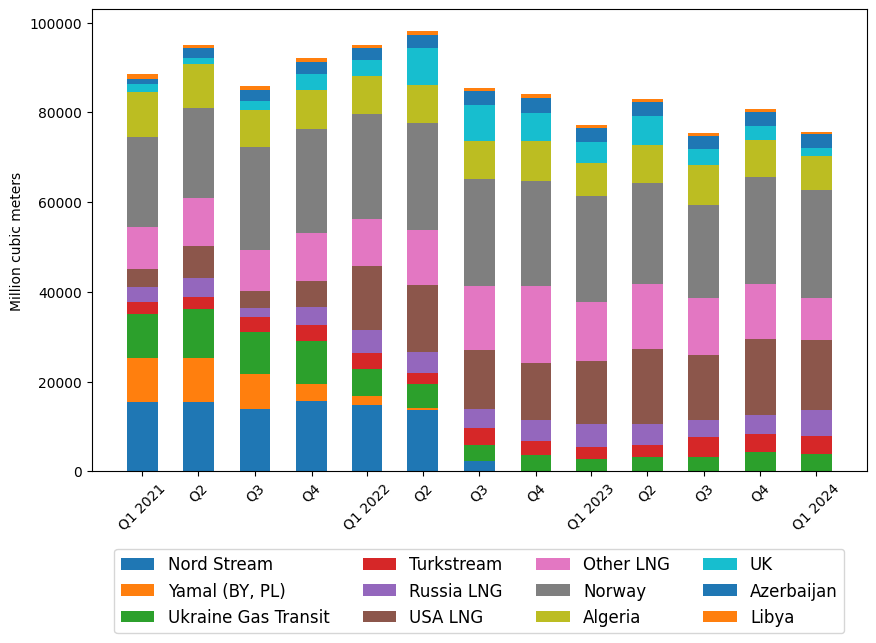 100000
80000
60000
40000
20000
0
Million cubic meters
Q1 2021 Q2 Q3 Q4 Q1 2022 Q2 Q3 Q4 Q1 2023 Q2 Q3 Q4 Q1 2024
Nord Stream Turkstream Other LNG UK
Yamal (BY, PL) Russia LNG Norway Azerbaijan
Ukraine Gas Transit USA LNG Algeria Libya